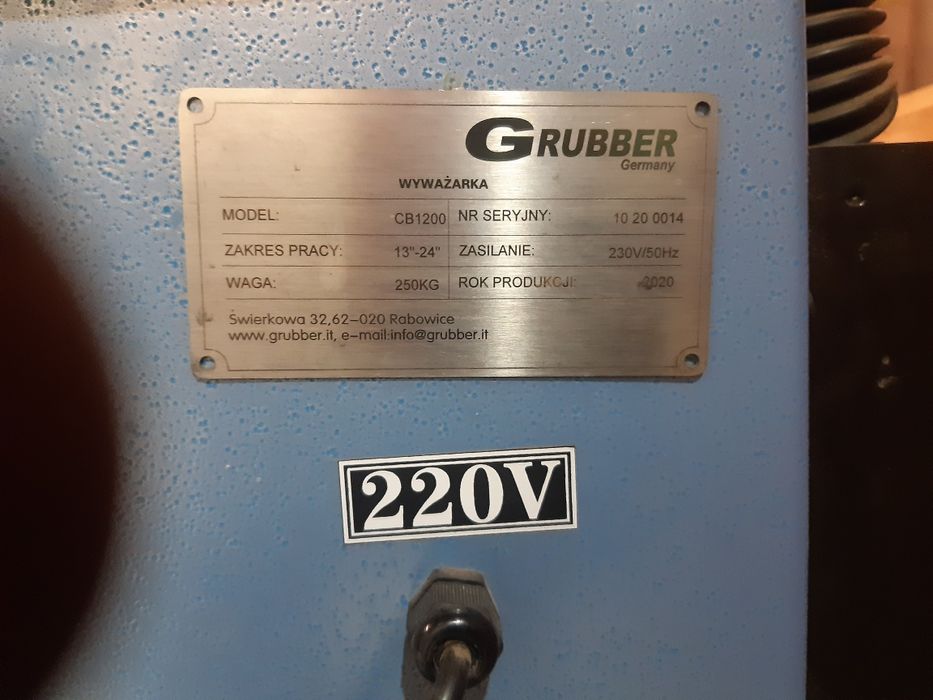 GRUBBER
Germany
WYWAŻARKA
MODEL: CB1200 NR SERYJNY: 10 20 0014
ZAKRES PRACY: 13"-24" ZASILANIE: 230V/50Hz
WAGA: 250KG ROK PRODUKCJI: 2020
Świerkowa 32,62-020 Rabowice
www.grubber.it, e-mail:info@grubber.it
220V